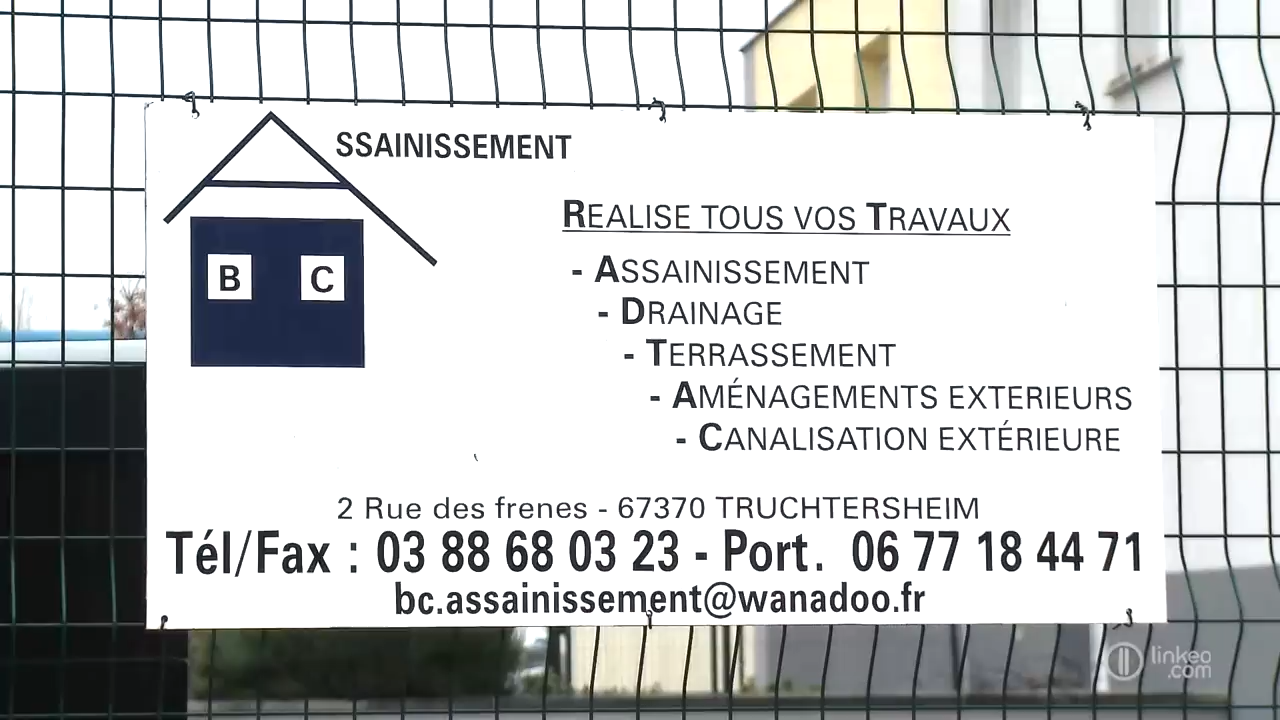 SSAINISSEMENT
B C
REALISE TOUS VOS TRAVAUX
- ASSAINISSEMENT
- DRAINAGE
- TERRASSEMENT
- AMÉNAGEMENTS EXTERIEURS
- CANALISATION EXTÉRIEURE
2 Rue des frenes - 67370 TRUCHTERSHEIM
Tél/Fax : 03 88 68 03 23 - Port. 06 77 18 44 71
bc.assainissement@wanadoo.fr
linkeo
.com